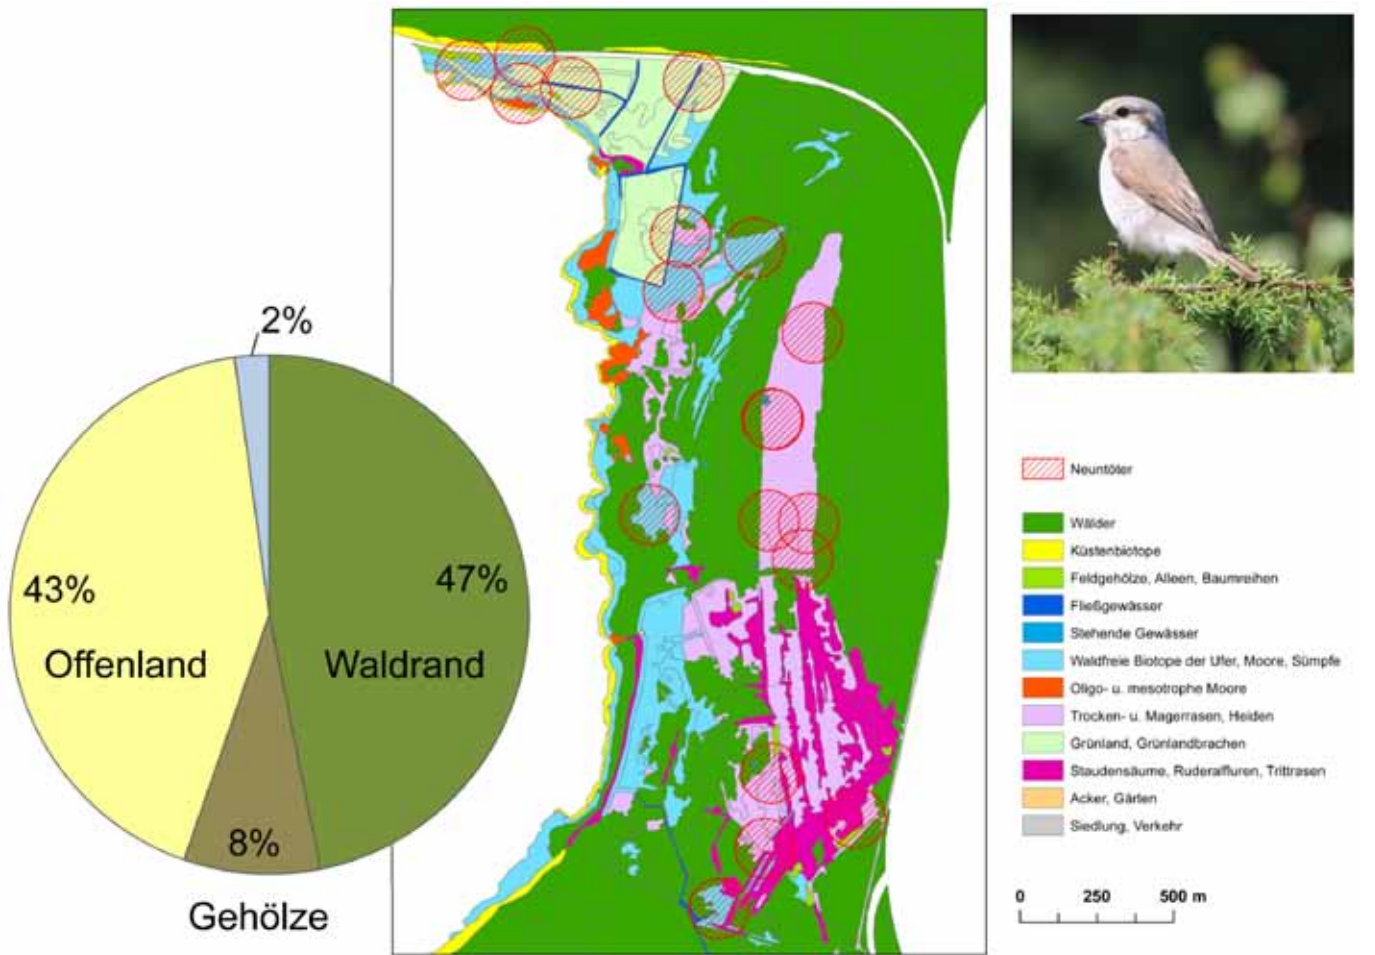 2%
43%
47%
Offenland
Waldrand
8%
Gehölze
Neuntöter
Wälder
Küstenbiotope
Feldgehölze, Alleen, Baumreihen
Fließgewässer
Stehende Gewässer
Waldfreie Biotope der Ufer, Moore, Sümpfe
Oligo- u. mesotrophe Moore
Trocken- u. Magerrasen, Heiden
Grünland, Grünlandbrachen
Staudensäume, Ruderalfluren, Trittrasen
Acker, Gärten
Siedlung, Verkehr
0 250 500 m